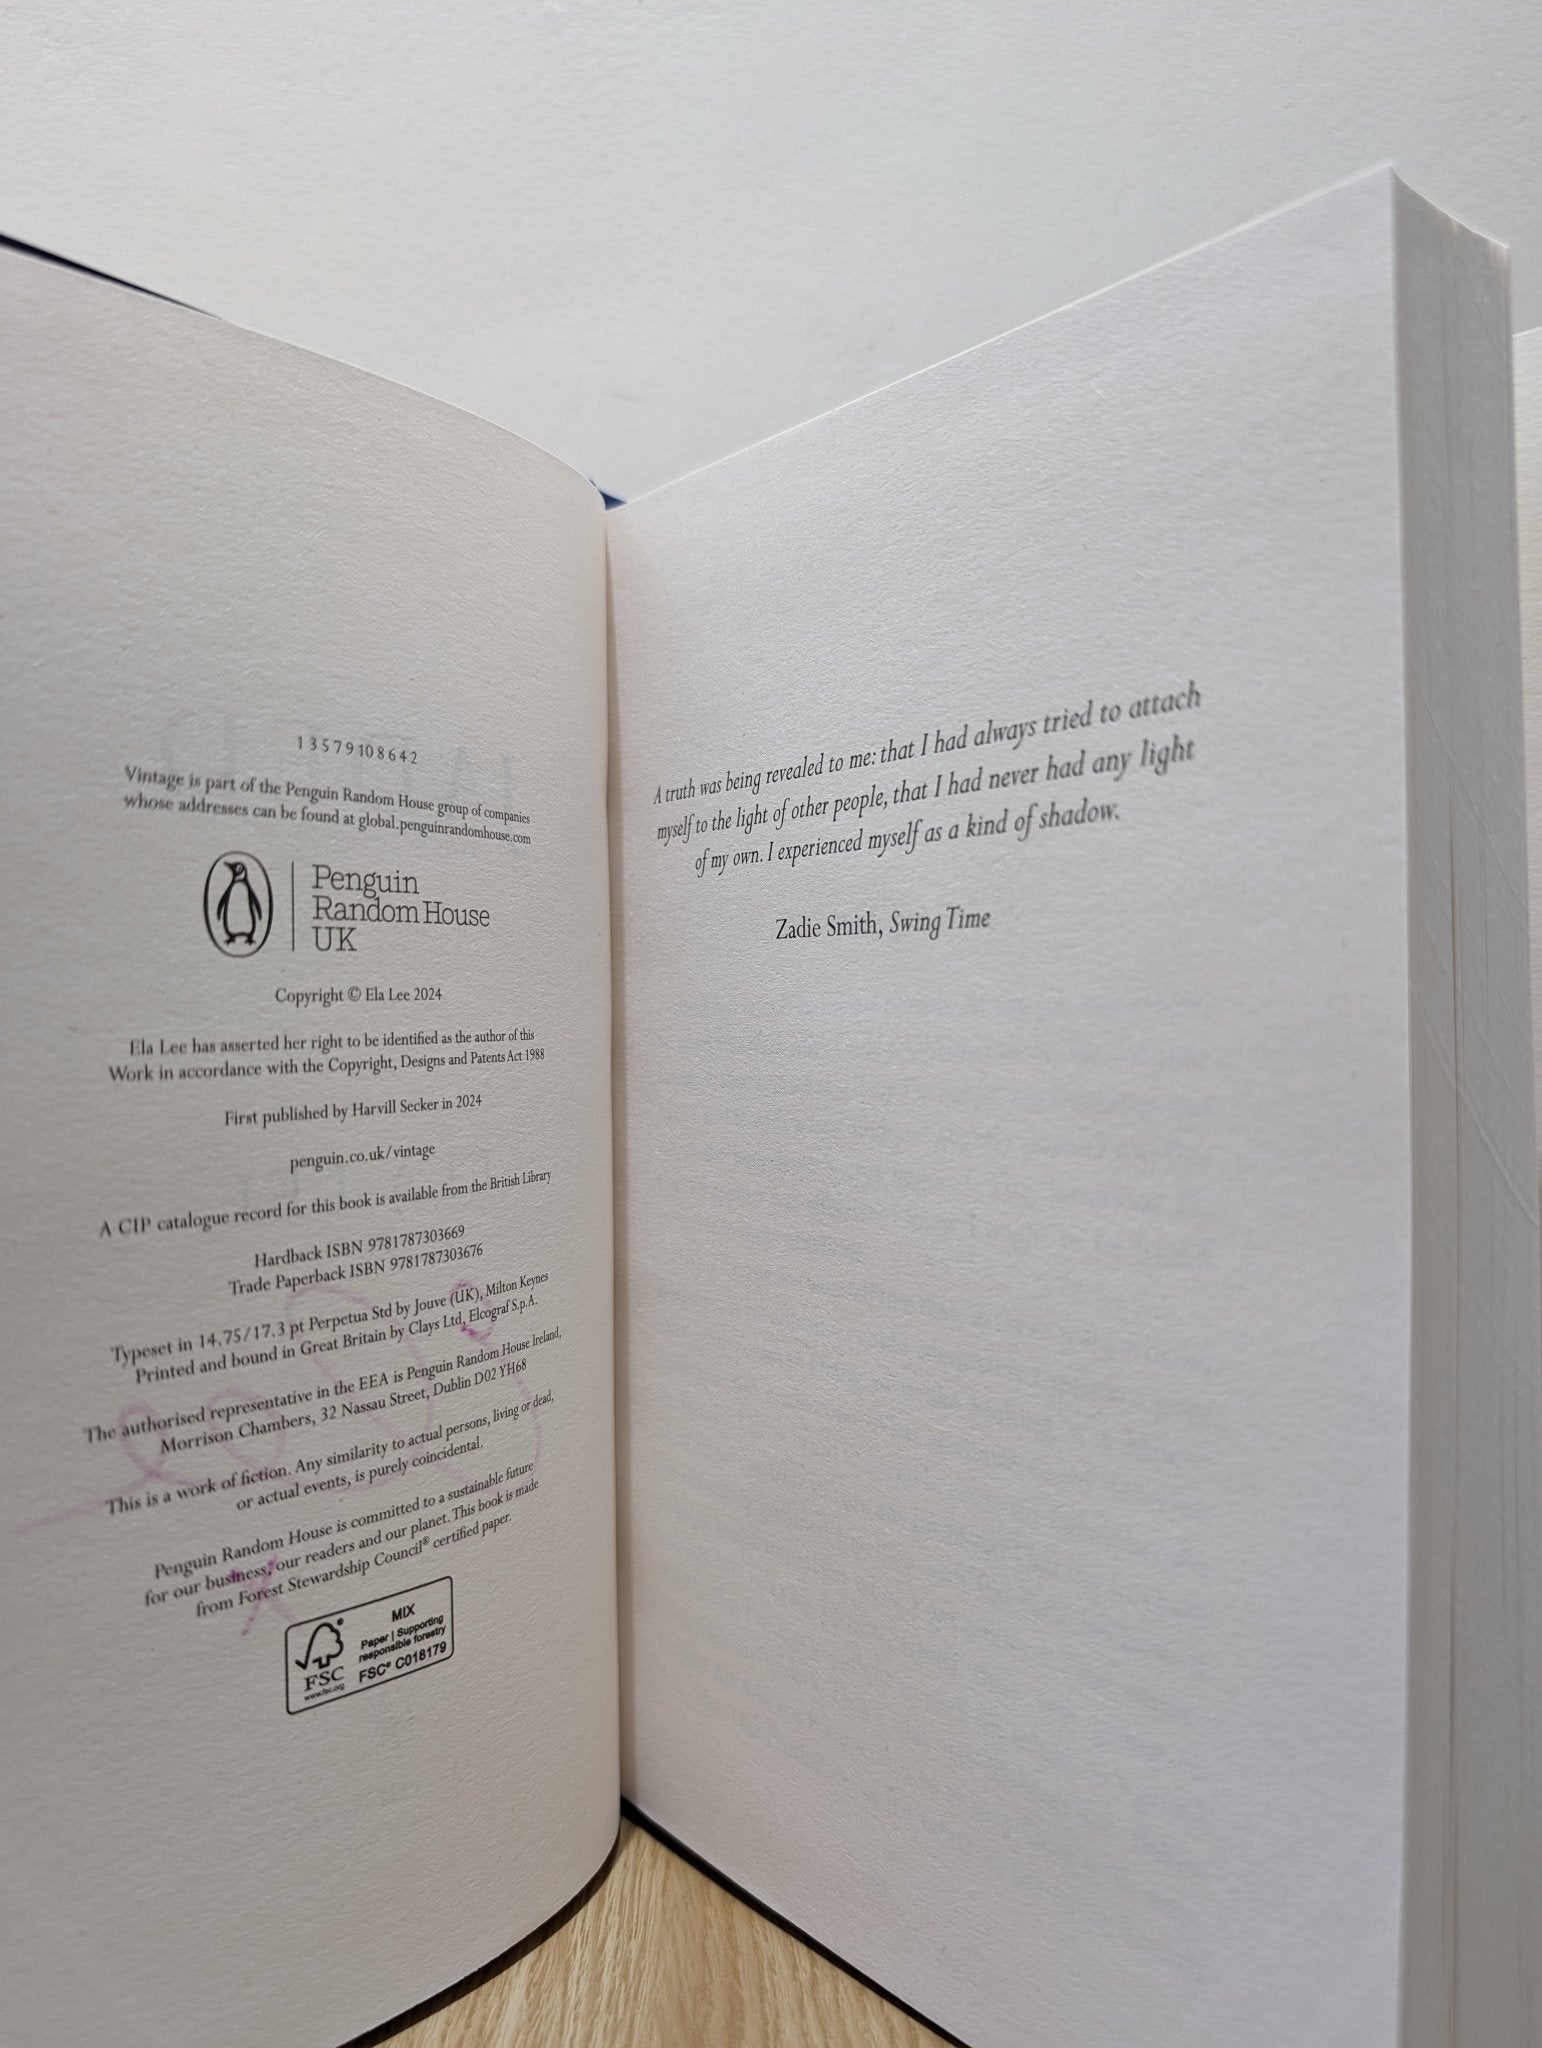 1 3 5 7 9 10 8 6 4 2
Vintage is part of the Penguin Random House group of companies
whose addresses can be found at global.penguinrandomhouse.com
Penguin
Random House
UK
Copyright © Ela Lee 2024
Ela Lee has asserted her right to be identified as the author of this
Work in accordance with the Copyright, Designs and Patents Act 1988
First published by Harvill Secker in 2024
penguin.co.uk/vintage
A CIP catalogue record for this book is available from the British Library
Hardback ISBN 9781787303669
Trade Paperback ISBN 9781787303676
Typeset in 14.75/17.3 pt Perpetua Std by Jouve (UK), Milton Keynes
Printed and bound in Great Britain by Clays Ltd, Elcograf S.p.A.
The authorised representative in the EEA is Penguin Random House Ireland,
Morrison Chambers, 32 Nassau Street, Dublin D02 YH68
This is a work of fiction. Any similarity to actual persons, living or dead,
or actual events, is purely coincidental.
Penguin Random House is committed to a sustainable future
for our business, our readers and our planet. This book is made
from Forest Stewardship Council® certified paper.
MIX
Paper | Supporting
responsible forestry
FSC® C018179
FSC
www.fsc.org
A truth was being revealed to me: that I had always tried to attach
myself to the light of other people, that I had never had any light
of my own. I experienced myself as a kind of shadow.
Zadie Smith, Swing Time